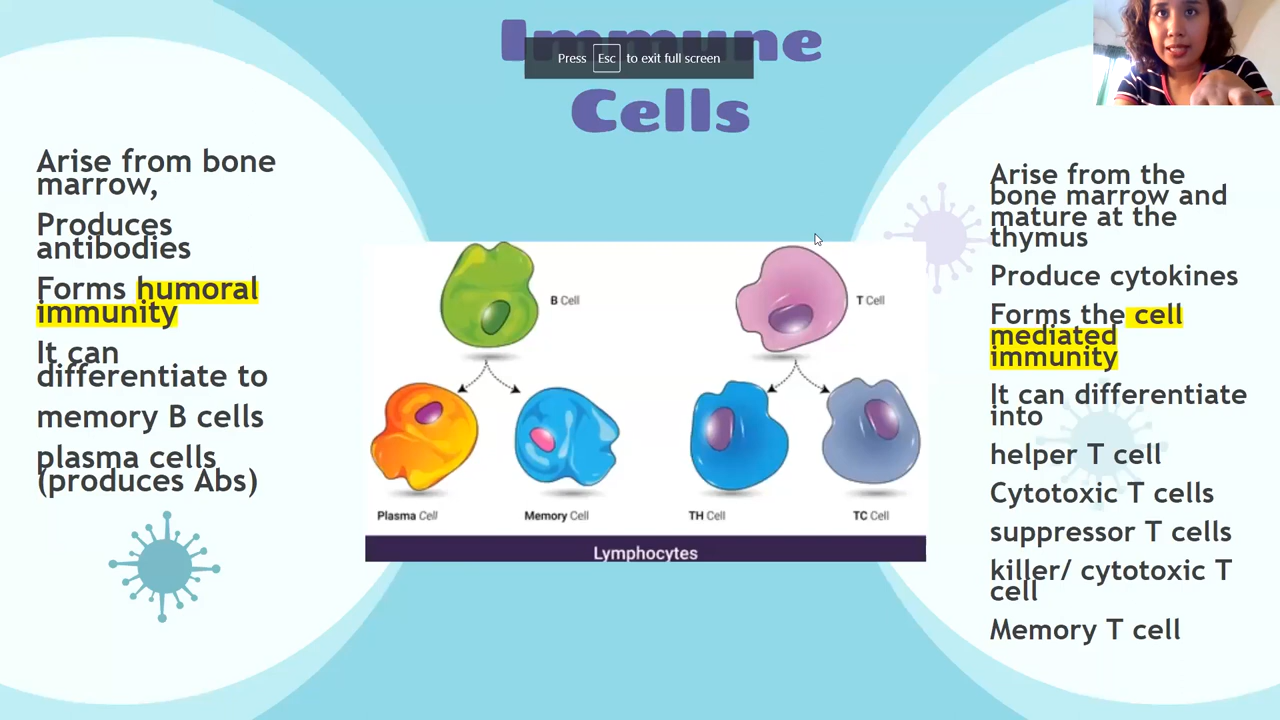 Immune
Press Esc to exit full screen
Cells
Arise from bone
marrow,
Produces
antibodies
Forms humoral
immunity
It can
differentiate to
memory B cells
plasma cells
(produces Abs)
B Cell
T Cell
Plasma Cell
Memory Cell
TH Cell
TC Cell
Lymphocytes
Arise from the
bone marrow and
mature at the
thymus
Produce cytokines
Forms the cell
mediated
immunity
It can differentiate
into
helper T cell
Cytotoxic T cells
suppressor T cells
killer/ cytotoxic T
cell
Memory T cell